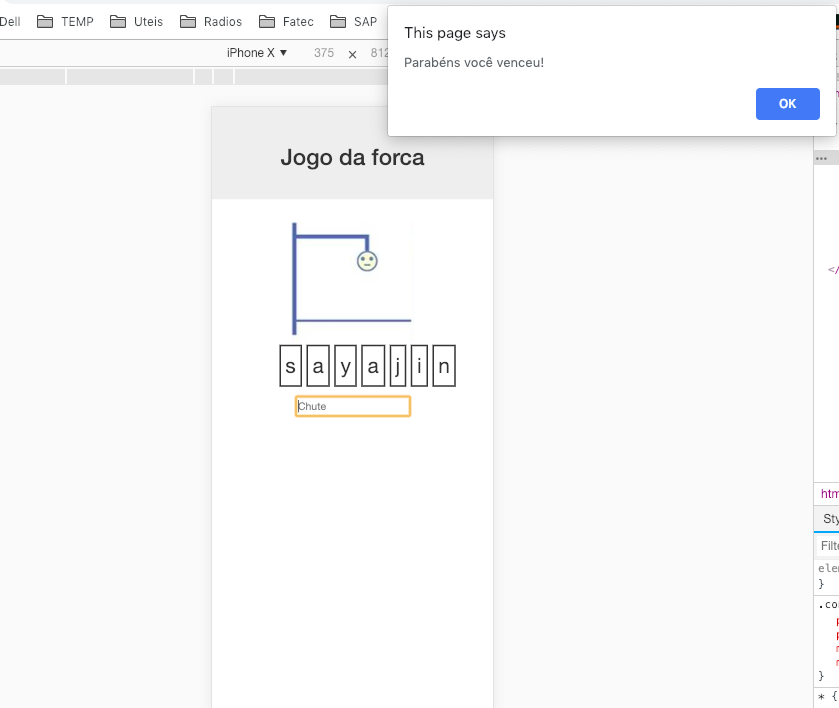 Dell TEMP Uteis Radios Fatec SAP
This page says
Parabéns você venceu!
OK
iPhone X ▼ 375 × 812
Jogo da forca
s a y a j i n
Chute
...
</
htm
Sty
Filte
elem
}
.co
}
* {